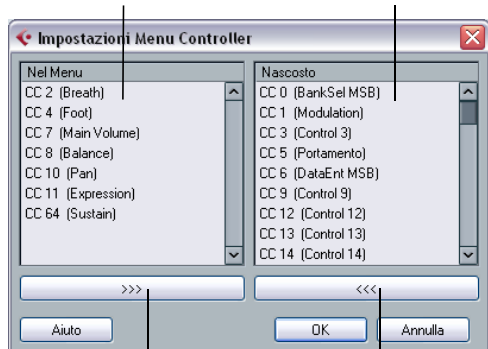 Impostazioni Menu Controller
Nel Menu
CC 2 (Breath)
CC 4 (Foot)
CC 7 (Main Volume)
CC 8 (Balance)
CC 10 (Pan)
CC 11 (Expression)
CC 64 (Sustain)
>>>
Nascosto
CC 0 (BankSel MSB)
CC 1 (Modulation)
CC 3 (Control 3)
CC 5 (Portamento)
CC 6 (DataEnt MSB)
CC 9 (Control 9)
CC 12 (Control 12)
CC 13 (Control 13)
CC 14 (Control 14)
<<<
Aiuto
OK
Annulla